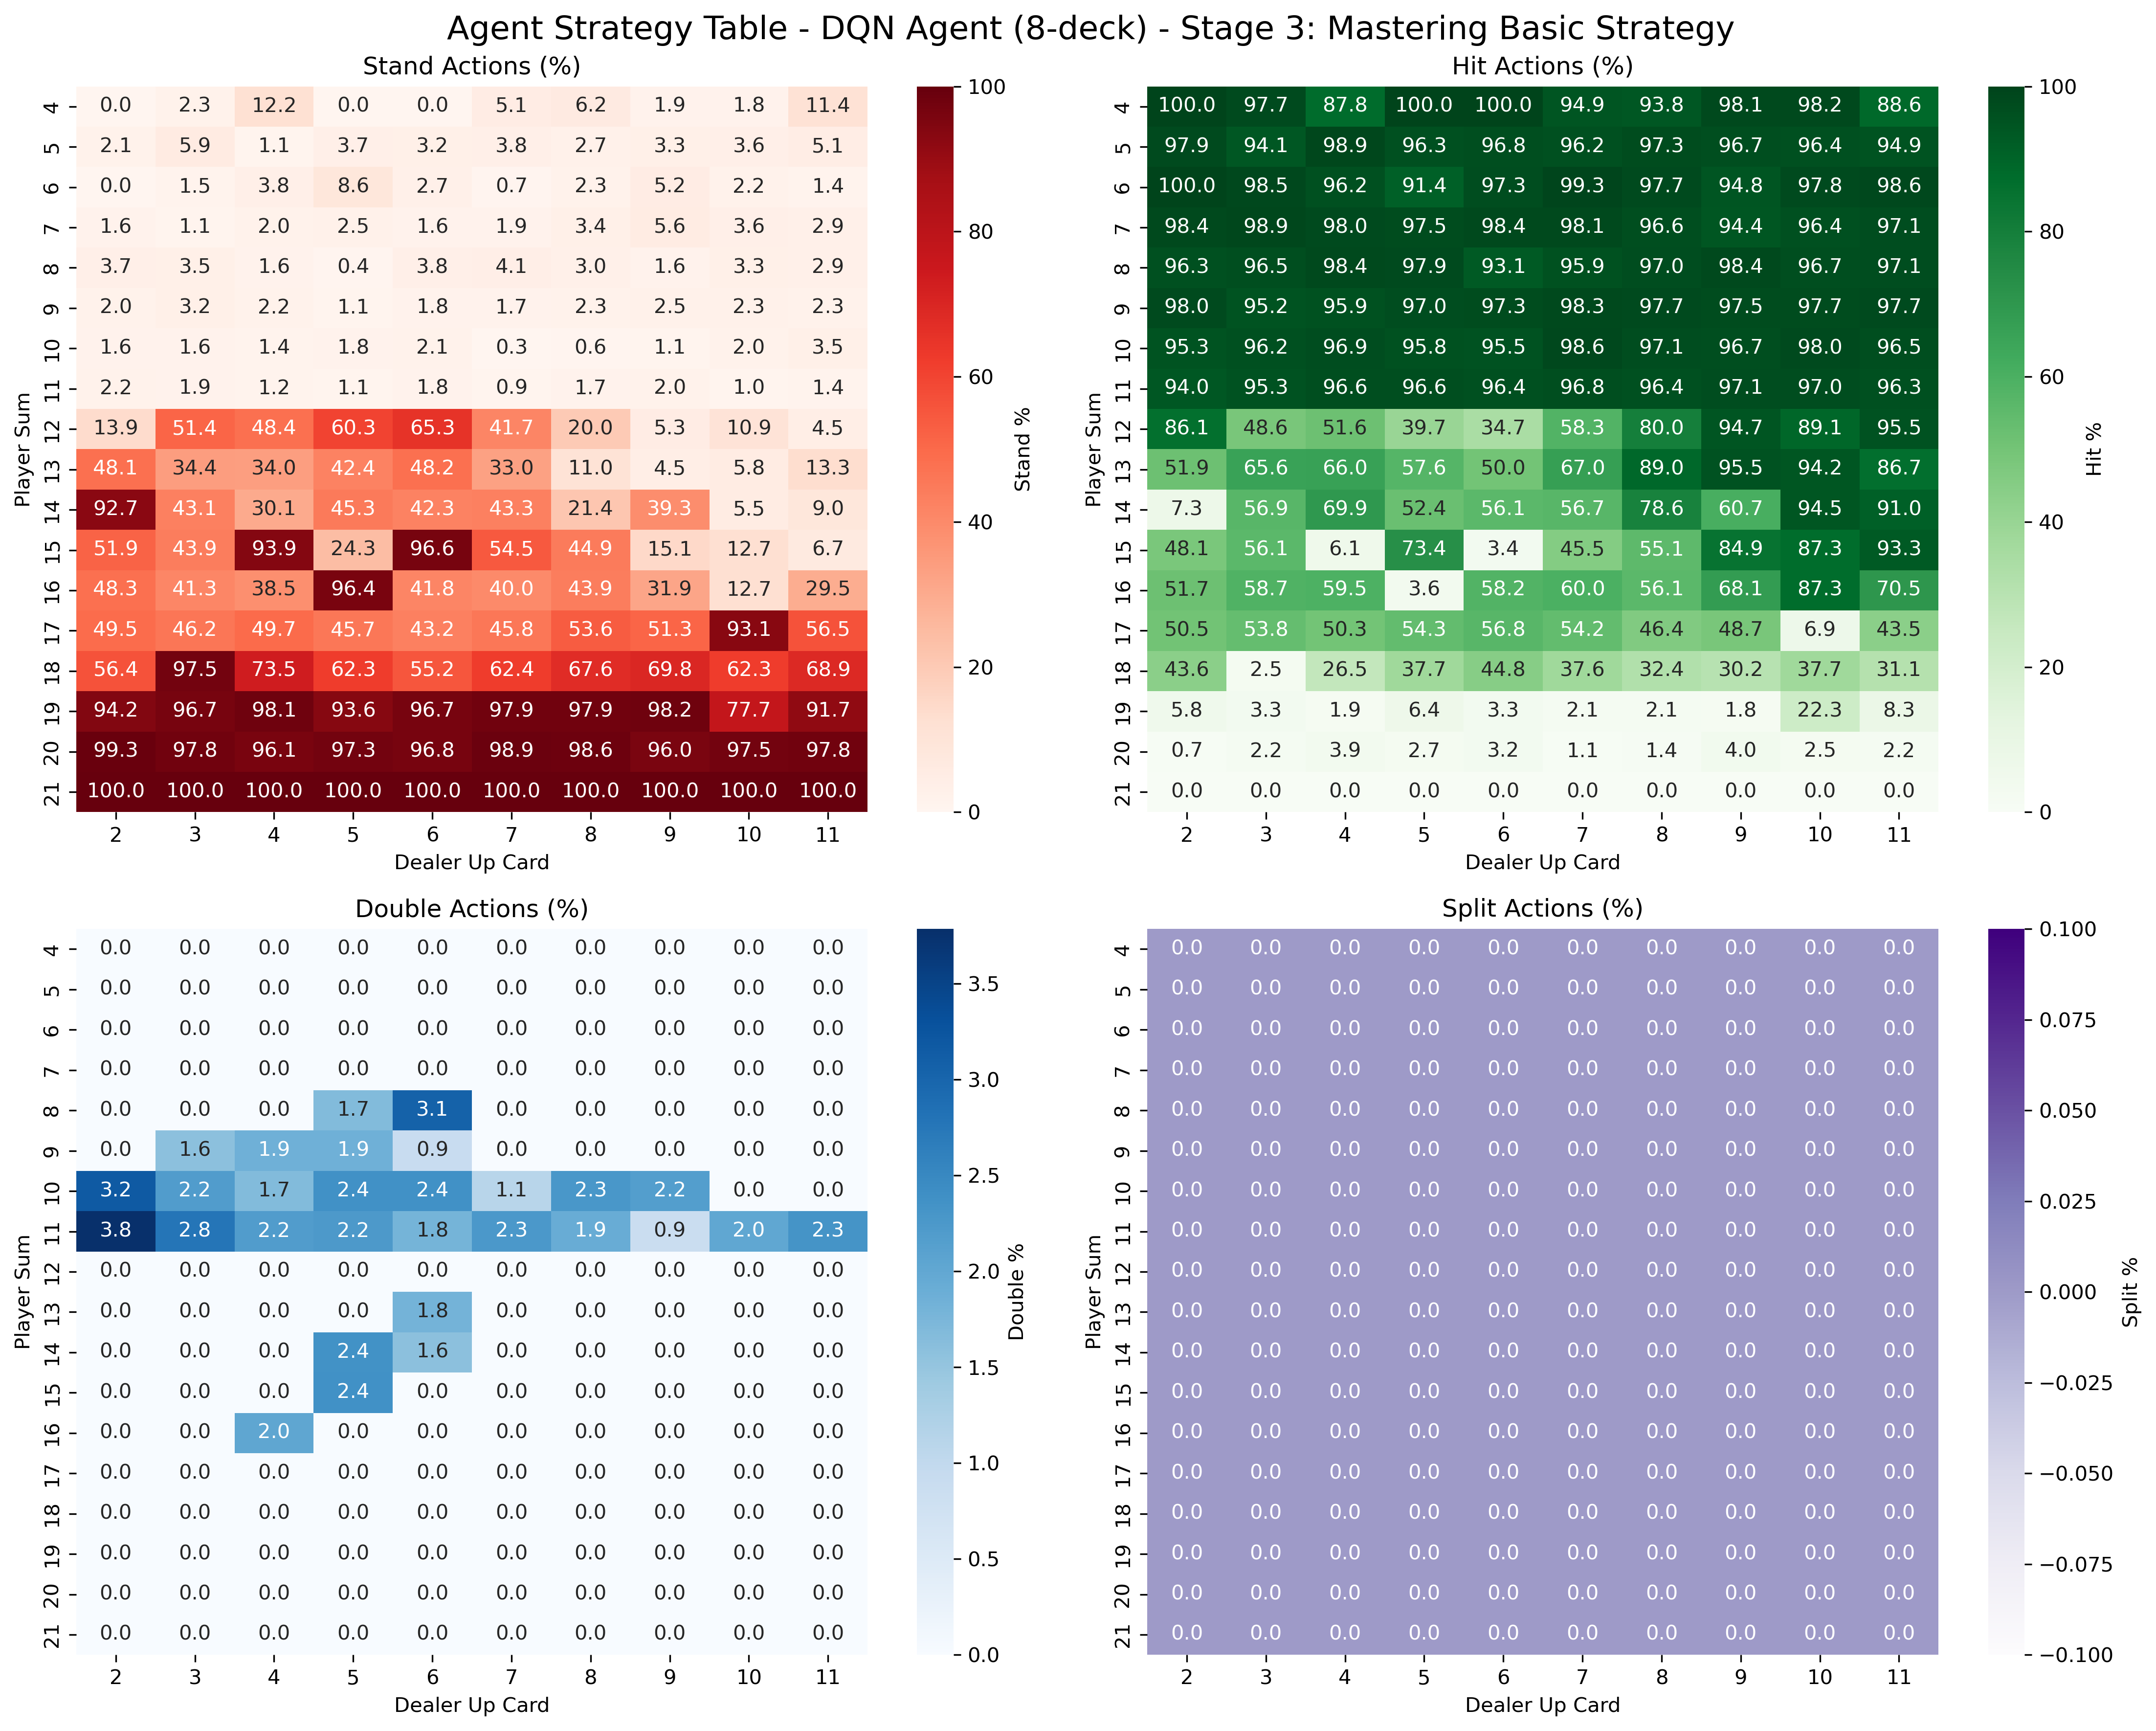 Agent Strategy Table - DQN Agent (8-deck) - Stage 3: Mastering Basic Strategy
Stand Actions (%)
4 0.0 2.3 12.2 0.0 0.0 5.1 6.2 1.9 1.8 11.4
5 2.1 5.9 1.1 3.7 3.2 3.8 2.7 3.3 3.6 5.1
6 0.0 1.5 3.8 8.6 2.7 0.7 2.3 5.2 2.2 1.4
7 1.6 1.1 2.0 2.5 1.6 1.9 3.4 5.6 3.6 2.9
8 3.7 3.5 1.6 0.4 3.8 4.1 3.0 1.6 3.3 2.9
9 2.0 3.2 2.2 1.1 1.8 1.7 2.3 2.5 2.3 2.3
10 1.6 1.6 1.4 1.8 2.1 0.3 0.6 1.1 2.0 3.5
11 2.2 1.9 1.2 1.1 1.8 0.9 1.7 2.0 1.0 1.4
12 13.9 51.4 48.4 60.3 65.3 41.7 20.0 5.3 10.9 4.5
13 48.1 34.4 34.0 42.4 48.2 33.0 11.0 4.5 5.8 13.3
14 92.7 43.1 30.1 45.3 42.3 43.3 21.4 39.3 5.5 9.0
15 51.9 43.9 93.9 24.3 96.6 54.5 44.9 15.1 12.7 6.7
16 48.3 41.3 38.5 96.4 41.8 40.0 43.9 31.9 12.7 29.5
17 49.5 46.2 49.7 45.7 43.2 45.8 53.6 51.3 93.1 56.5
18 56.4 97.5 73.5 62.3 55.2 62.4 67.6 69.8 62.3 68.9
19 94.2 96.7 98.1 93.6 96.7 97.9 97.9 98.2 77.7 91.7
20 99.3 97.8 96.1 97.3 96.8 98.9 98.6 96.0 97.5 97.8
21 100.0 100.0 100.0 100.0 100.0 100.0 100.0 100.0 100.0 100.0
2 3 4 5 6 7 8 9 10 11
Dealer Up Card
Player Sum
100
80
60
40
20
0
Stand %
Hit Actions (%)
4 100.0 97.7 87.8 100.0 100.0 94.9 93.8 98.1 98.2 88.6
5 97.9 94.1 98.9 96.3 96.8 96.2 97.3 96.7 96.4 94.9
6 100.0 98.5 96.2 91.4 97.3 99.3 97.7 94.8 97.8 98.6
7 98.4 98.9 98.0 97.5 98.4 98.1 96.6 94.4 96.4 97.1
8 96.3 96.5 98.4 97.9 93.1 95.9 97.0 98.4 96.7 97.1
9 98.0 95.2 95.9 97.0 97.3 98.3 97.7 97.5 97.7 97.7
10 95.3 96.2 96.9 95.8 95.5 98.6 97.1 96.7 98.0 96.5
11 94.0 95.3 96.6 96.6 96.4 96.8 96.4 97.1 97.0 96.3
12 86.1 48.6 51.6 39.7 34.7 58.3 80.0 94.7 89.1 95.5
13 51.9 65.6 66.0 57.6 50.0 67.0 89.0 95.5 94.2 86.7
14 7.3 56.9 69.9 52.4 56.1 56.7 78.6 60.7 94.5 91.0
15 48.1 56.1 6.1 73.4 3.4 45.5 55.1 84.9 87.3 93.3
16 51.7 58.7 59.5 3.6 58.2 60.0 56.1 68.1 87.3 70.5
17 50.5 53.8 50.3 54.3 56.8 54.2 46.4 48.7 6.9 43.5
18 43.6 2.5 26.5 37.7 44.8 37.6 32.4 30.2 37.7 31.1
19 5.8 3.3 1.9 6.4 3.3 2.1 2.1 1.8 22.3 8.3
20 0.7 2.2 3.9 2.7 3.2 1.1 1.4 4.0 2.5 2.2
21 0.0 0.0 0.0 0.0 0.0 0.0 0.0 0.0 0.0 0.0
2 3 4 5 6 7 8 9 10 11
Dealer Up Card
Player Sum
100
80
60
40
20
0
Hit %
Double Actions (%)
4 0.0 0.0 0.0 0.0 0.0 0.0 0.0 0.0 0.0 0.0
5 0.0 0.0 0.0 0.0 0.0 0.0 0.0 0.0 0.0 0.0
6 0.0 0.0 0.0 0.0 0.0 0.0 0.0 0.0 0.0 0.0
7 0.0 0.0 0.0 0.0 0.0 0.0 0.0 0.0 0.0 0.0
8 0.0 0.0 0.0 1.7 3.1 0.0 0.0 0.0 0.0 0.0
9 0.0 1.6 1.9 1.9 0.9 0.0 0.0 0.0 0.0 0.0
10 3.2 2.2 1.7 2.4 2.4 1.1 2.3 2.2 0.0 0.0
11 3.8 2.8 2.2 2.2 1.8 2.3 1.9 0.9 2.0 2.3
12 0.0 0.0 0.0 0.0 0.0 0.0 0.0 0.0 0.0 0.0
13 0.0 0.0 0.0 0.0 1.8 0.0 0.0 0.0 0.0 0.0
14 0.0 0.0 0.0 2.4 1.6 0.0 0.0 0.0 0.0 0.0
15 0.0 0.0 0.0 2.4 0.0 0.0 0.0 0.0 0.0 0.0
16 0.0 0.0 2.0 0.0 0.0 0.0 0.0 0.0 0.0 0.0
17 0.0 0.0 0.0 0.0 0.0 0.0 0.0 0.0 0.0 0.0
18 0.0 0.0 0.0 0.0 0.0 0.0 0.0 0.0 0.0 0.0
19 0.0 0.0 0.0 0.0 0.0 0.0 0.0 0.0 0.0 0.0
20 0.0 0.0 0.0 0.0 0.0 0.0 0.0 0.0 0.0 0.0
21 0.0 0.0 0.0 0.0 0.0 0.0 0.0 0.0 0.0 0.0
2 3 4 5 6 7 8 9 10 11
Dealer Up Card
Player Sum
3.5
3.0
2.5
2.0
1.5
1.0
0.5
0.0
Double %
Split Actions (%)
4 0.0 0.0 0.0 0.0 0.0 0.0 0.0 0.0 0.0 0.0
5 0.0 0.0 0.0 0.0 0.0 0.0 0.0 0.0 0.0 0.0
6 0.0 0.0 0.0 0.0 0.0 0.0 0.0 0.0 0.0 0.0
7 0.0 0.0 0.0 0.0 0.0 0.0 0.0 0.0 0.0 0.0
8 0.0 0.0 0.0 0.0 0.0 0.0 0.0 0.0 0.0 0.0
9 0.0 0.0 0.0 0.0 0.0 0.0 0.0 0.0 0.0 0.0
10 0.0 0.0 0.0 0.0 0.0 0.0 0.0 0.0 0.0 0.0
11 0.0 0.0 0.0 0.0 0.0 0.0 0.0 0.0 0.0 0.0
12 0.0 0.0 0.0 0.0 0.0 0.0 0.0 0.0 0.0 0.0
13 0.0 0.0 0.0 0.0 0.0 0.0 0.0 0.0 0.0 0.0
14 0.0 0.0 0.0 0.0 0.0 0.0 0.0 0.0 0.0 0.0
15 0.0 0.0 0.0 0.0 0.0 0.0 0.0 0.0 0.0 0.0
16 0.0 0.0 0.0 0.0 0.0 0.0 0.0 0.0 0.0 0.0
17 0.0 0.0 0.0 0.0 0.0 0.0 0.0 0.0 0.0 0.0
18 0.0 0.0 0.0 0.0 0.0 0.0 0.0 0.0 0.0 0.0
19 0.0 0.0 0.0 0.0 0.0 0.0 0.0 0.0 0.0 0.0
20 0.0 0.0 0.0 0.0 0.0 0.0 0.0 0.0 0.0 0.0
21 0.0 0.0 0.0 0.0 0.0 0.0 0.0 0.0 0.0 0.0
2 3 4 5 6 7 8 9 10 11
Dealer Up Card
Player Sum
0.100
0.075
0.050
0.025
0.000
−0.025
−0.050
−0.075
−0.100
Split %